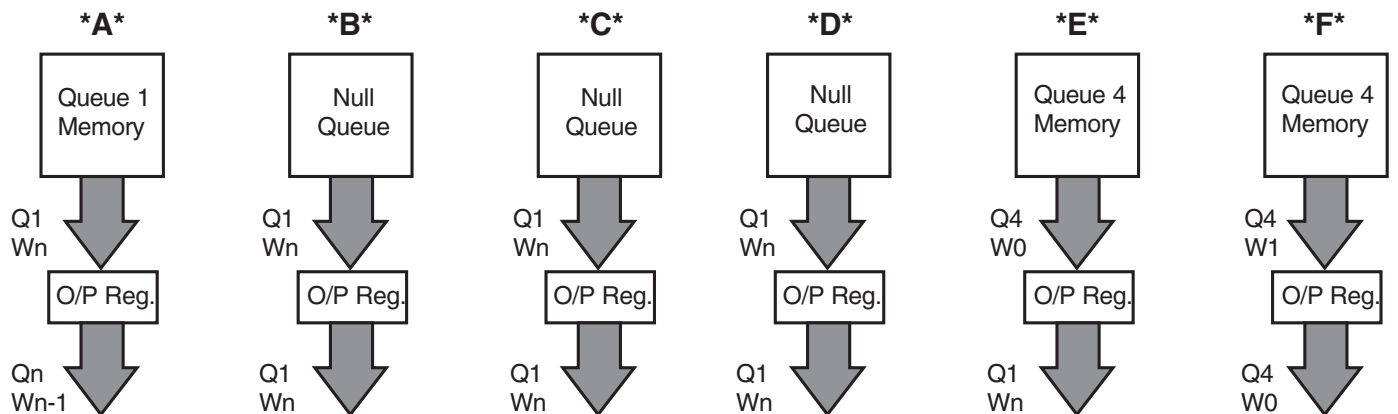 *A*
*B*
*C*
*D*
*E*
*F*
Queue 1
Memory
Null
Queue
Null
Queue
Null
Queue
Queue 4
Memory
Queue 4
Memory
Q1
Wn
Q1
Wn
Q1
Wn
Q1
Wn
Q4
W0
Q4
W1
O/P Reg.
O/P Reg.
O/P Reg.
O/P Reg.
O/P Reg.
O/P Reg.
Qn
Wn-1
Q1
Wn
Q1
Wn
Q1
Wn
Q1
Wn
Q4
W0